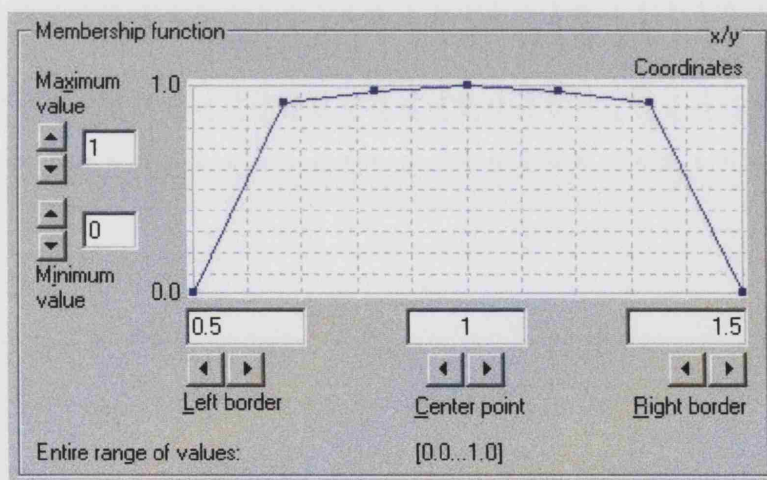 Membership function
x/y
Coordinates
Maximum
value
1.0
1
0
Minimum
value
0.0
0.5
1
1.5
Left border
Center point
Right border
Entire range of values:
[0.0...1.0]